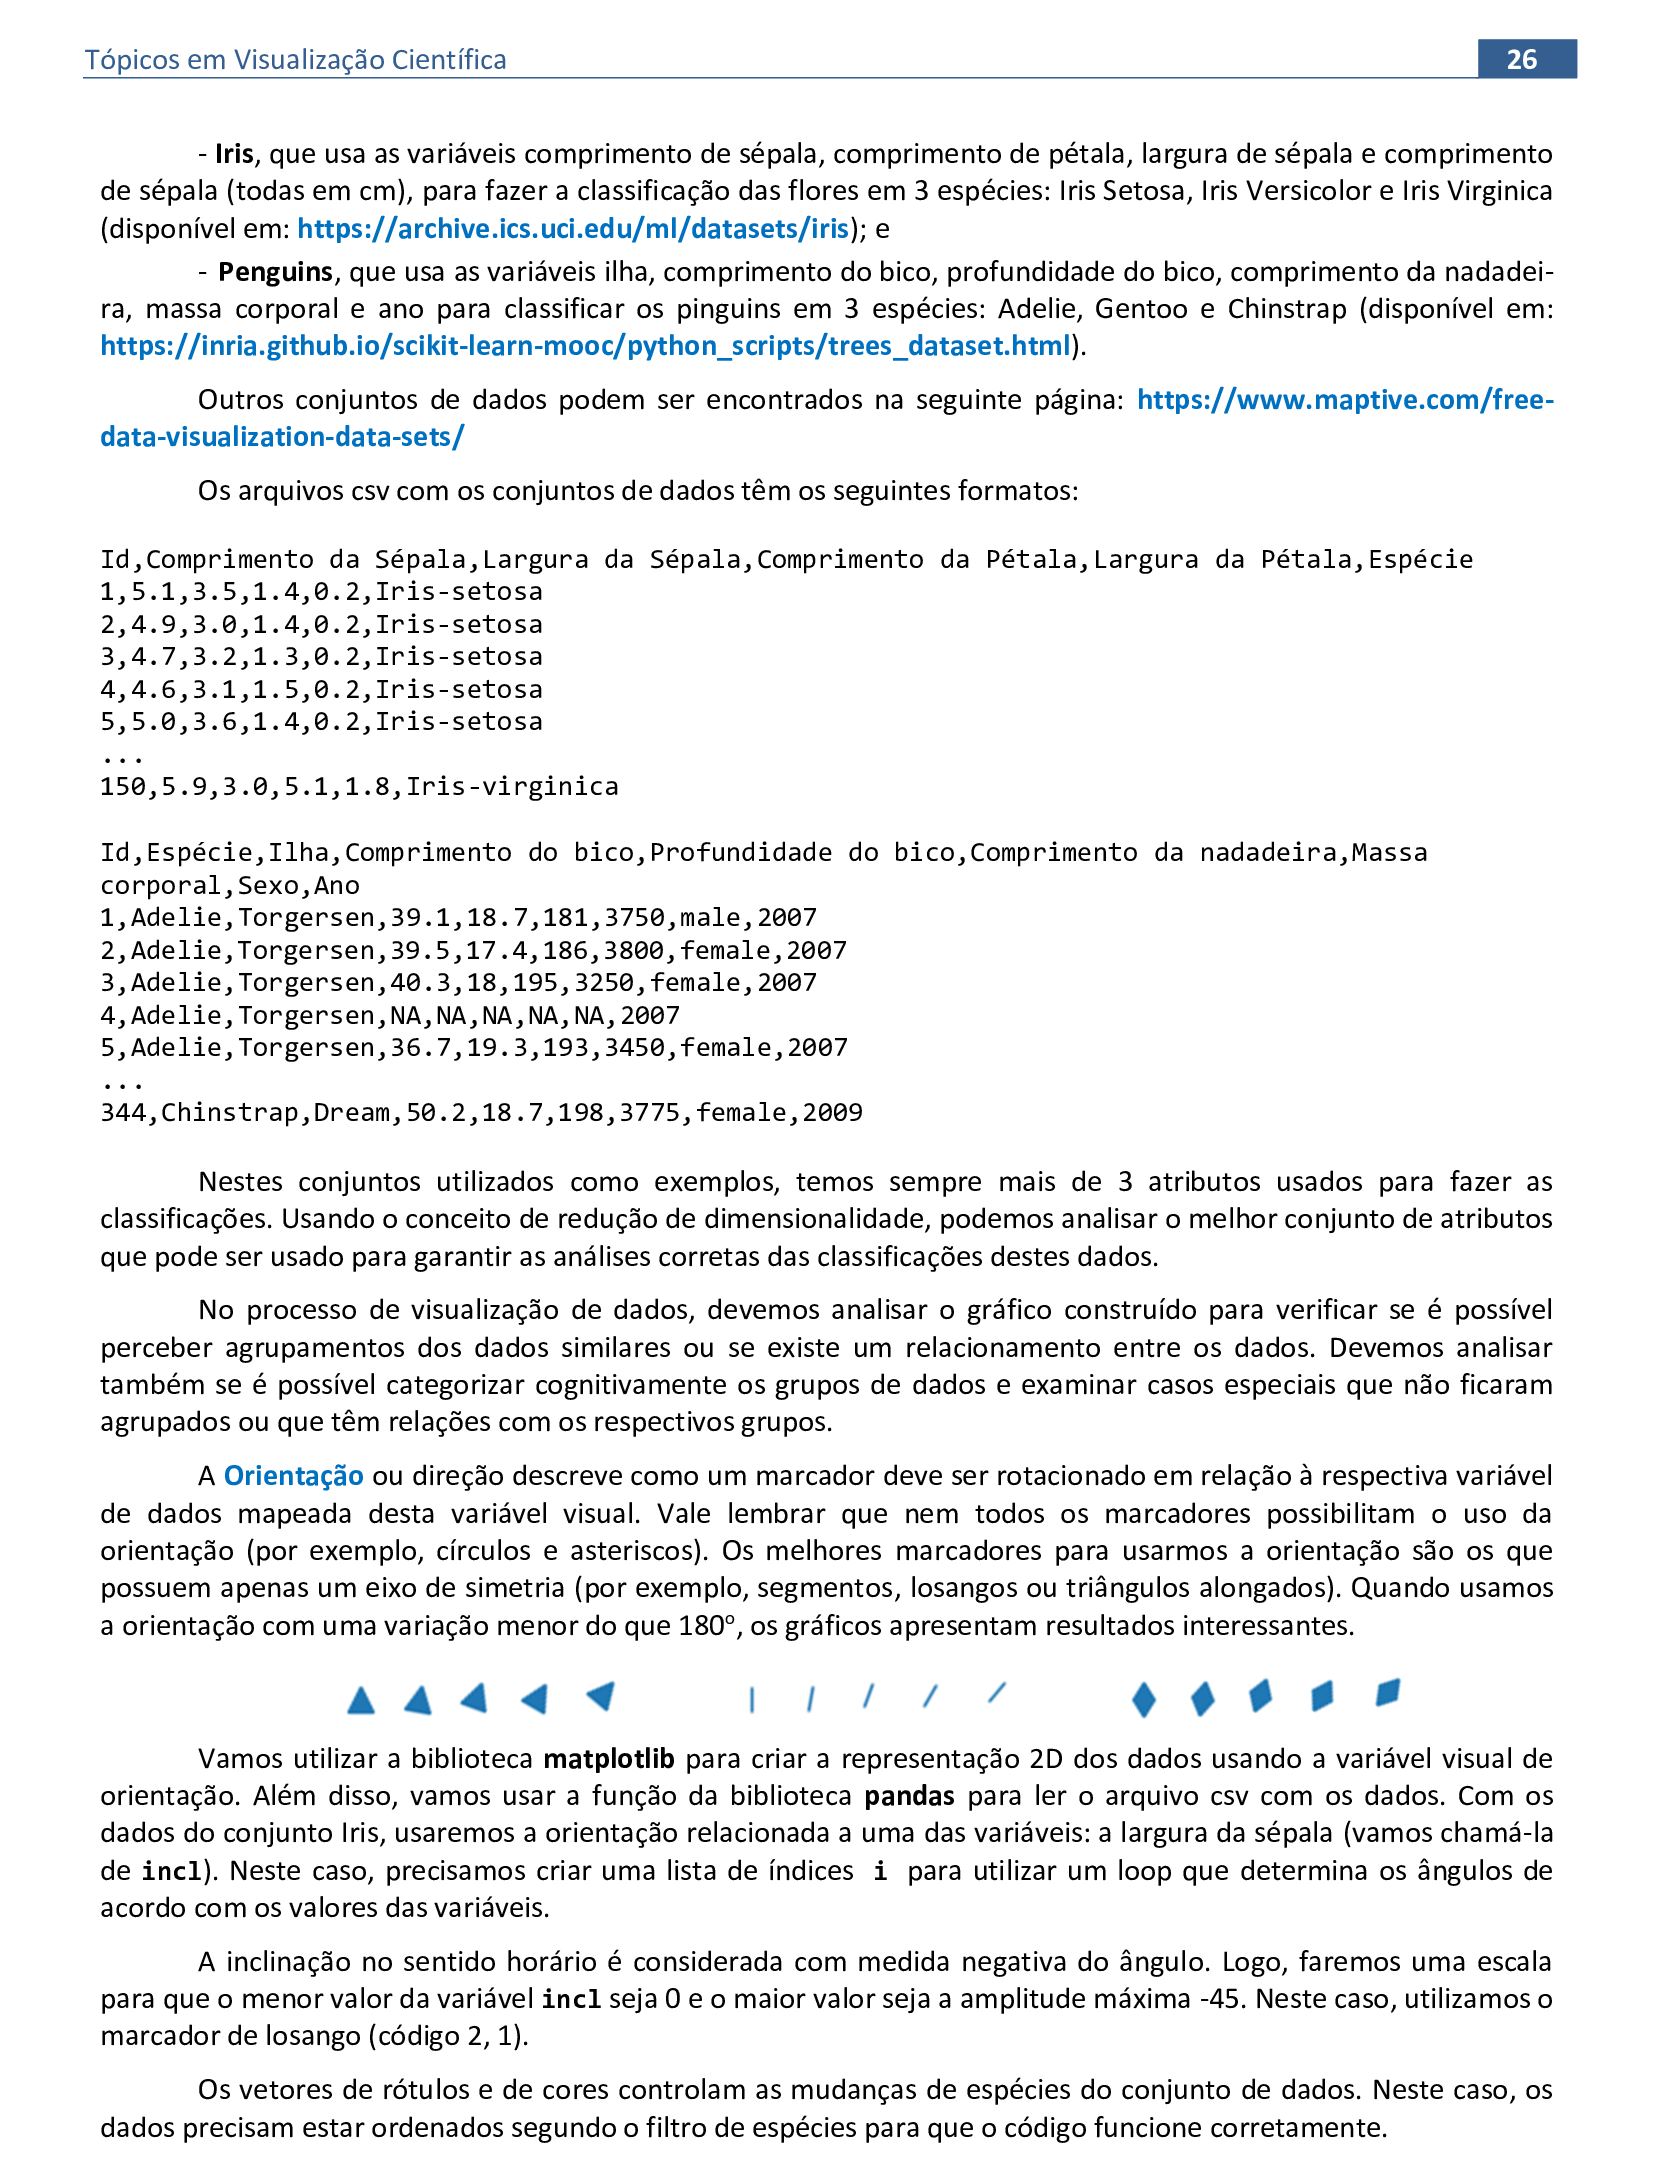 Tópicos em Visualização Científica 26
- Iris, que usa as variáveis comprimento de sépala, comprimento de pétala, largura de sépala e comprimento
de sépala (todas em cm), para fazer a classificação das flores em 3 espécies: Iris Setosa, Iris Versicolor e Iris Virginica
(disponível em: https://archive.ics.uci.edu/ml/datasets/iris); e
- Penguins, que usa as variáveis ilha, comprimento do bico, profundidade do bico, comprimento da nadadei-
ra, massa corporal e ano para classificar os pinguins em 3 espécies: Adelie, Gentoo e Chinstrap (disponível em:
https://inria.github.io/scikit-learn-mooc/python_scripts/trees_dataset.html).
Outros conjuntos de dados podem ser encontrados na seguinte página: https://www.maptive.com/free-
data-visualization-data-sets/
Os arquivos csv com os conjuntos de dados têm os seguintes formatos:
Id,Comprimento da Sépala,Largura da Sépala,Comprimento da Pétala,Largura da Pétala,Espécie
1,5.1,3.5,1.4,0.2,Iris-setosa
2,4.9,3.0,1.4,0.2,Iris-setosa
3,4.7,3.2,1.3,0.2,Iris-setosa
4,4.6,3.1,1.5,0.2,Iris-setosa
5,5.0,3.6,1.4,0.2,Iris-setosa
...
150,5.9,3.0,5.1,1.8,Iris-virginica
Id,Espécie,Ilha,Comprimento do bico,Profundidade do bico,Comprimento da nadadeira,Massa
corporal,Sexo,Ano
1,Adelie,Torgersen,39.1,18.7,181,3750,male,2007
2,Adelie,Torgersen,39.5,17.4,186,3800,female,2007
3,Adelie,Torgersen,40.3,18,195,3250,female,2007
4,Adelie,Torgersen,NA,NA,NA,NA,NA,2007
5,Adelie,Torgersen,36.7,19.3,193,3450,female,2007
...
344,Chinstrap,Dream,50.2,18.7,198,3775,female,2009
Nestes conjuntos utilizados como exemplos, temos sempre mais de 3 atributos usados para fazer as
classificações. Usando o conceito de redução de dimensionalidade, podemos analisar o melhor conjunto de atributos
que pode ser usado para garantir as análises corretas das classificações destes dados.
No processo de visualização de dados, devemos analisar o gráfico construído para verificar se é possível
perceber agrupamentos dos dados similares ou se existe um relacionamento entre os dados. Devemos analisar
também se é possível categorizar cognitivamente os grupos de dados e examinar casos especiais que não ficaram
agrupados ou que têm relações com os respectivos grupos.
A Orientação ou direção descreve como um marcador deve ser rotacionado em relação à respectiva variável
de dados mapeada desta variável visual. Vale lembrar que nem todos os marcadores possibilitam o uso da
orientação (por exemplo, círculos e asteriscos). Os melhores marcadores para usarmos a orientação são os que
possuem apenas um eixo de simetria (por exemplo, segmentos, losangos ou triângulos alongados). Quando usamos
a orientação com uma variação menor do que 180º, os gráficos apresentam resultados interessantes.
Vamos utilizar a biblioteca matplotlib para criar a representação 2D dos dados usando a variável visual de
orientação. Além disso, vamos usar a função da biblioteca pandas para ler o arquivo csv com os dados. Com os
dados do conjunto Iris, usaremos a orientação relacionada a uma das variáveis: a largura da sépala (vamos chamá-la
de incl). Neste caso, precisamos criar uma lista de índices i para utilizar um loop que determina os ângulos de
acordo com os valores das variáveis.
A inclinação no sentido horário é considerada com medida negativa do ângulo. Logo, faremos uma escala
para que o menor valor da variável incl seja 0 e o maior valor seja a amplitude máxima -45. Neste caso, utilizamos o
marcador de losango (código 2, 1).
Os vetores de rótulos e de cores controlam as mudanças de espécies do conjunto de dados. Neste caso, os
dados precisam estar ordenados segundo o filtro de espécies para que o código funcione corretamente.